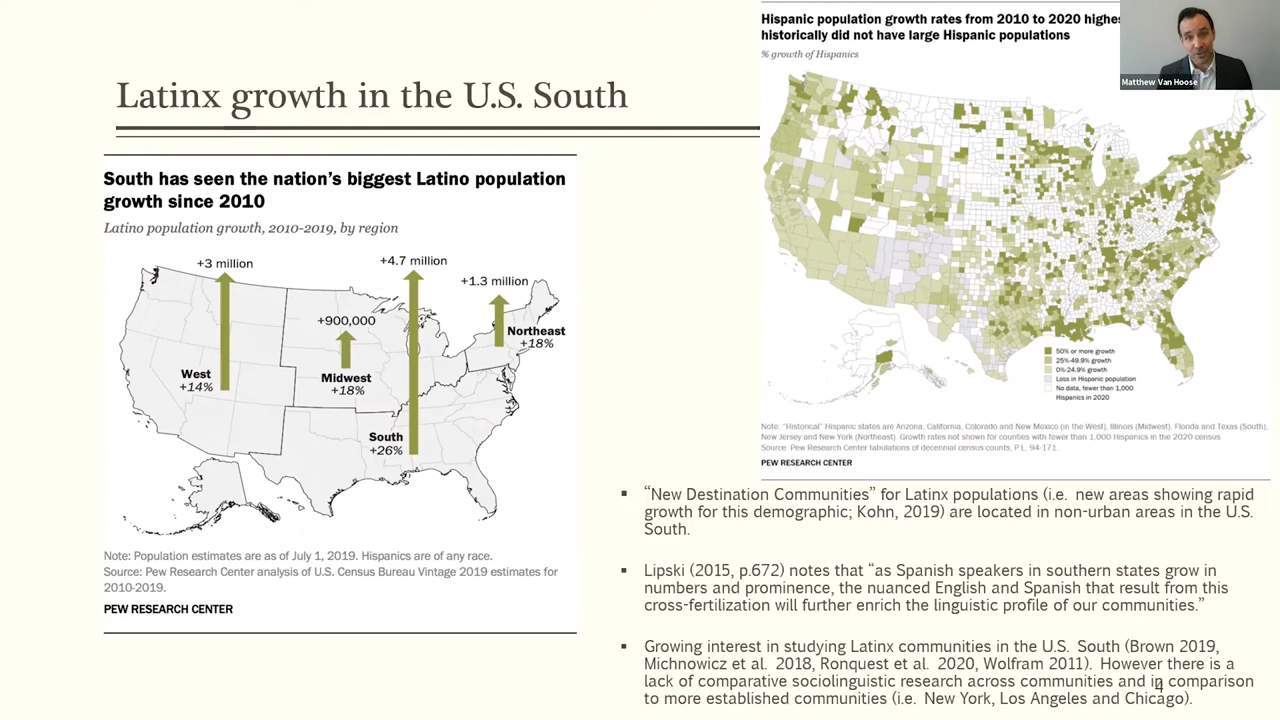 Latinx growth in the U.S. South
South has seen the nation's biggest Latino population
growth since 2010
Latino population growth, 2010-2019, by region
+3 million
+4.7 million
+1.3 million
+900,000
Northeast
+18%
West
+14%
Midwest
+18%
South
+26%
Note: Population estimates are as of July 1, 2019. Hispanics are of any race.
Source: Pew Research Center analysis of U.S. Census Bureau Vintage 2019 estimates for
2010-2019.
PEW RESEARCH CENTER
Hispanic population growth rates from 2010 to 2020
historically did not have large Hispanic populations
% growth of Hispanics
Matthew Van Hoose
50% or more growth
25%-49.9% growth
0%-24.9% growth
Loss in Hispanic population
No data, fewer than 1,000
Hispanics in 2020
Note: "Historical" Hispanic states are Arizona, California, Colorado and New Mexico (in the West), Illinois (Midwest), Florida and Texas (South),
New Jersey and New York (Northeast). Growth rates not shown for counties with fewer than 1,000 Hispanics in the 2020 census.
Source: Pew Research Center tabulations of decennial census counts, P.L. 94-171.
PEW RESEARCH CENTER
▪ "New Destination Communities" for Latinx populations (i.e. new areas showing rapid
growth for this demographic; Kohn, 2019) are located in non-urban areas in the U.S.
South.
▪ Lipski (2015, p.672) notes that "as Spanish speakers in southern states grow in
numbers and prominence, the nuanced English and Spanish that result from this
cross-fertilization will further enrich the linguistic profile of our communities."
▪ Growing interest in studying Latinx communities in the U.S. South (Brown 2019,
Michnowicz et al. 2018, Ronquest et al. 2020, Wolfram 2011). However there is a
lack of comparative sociolinguistic research across communities and in comparison
to more established communities (i.e. New York, Los Angeles and Chicago).
4